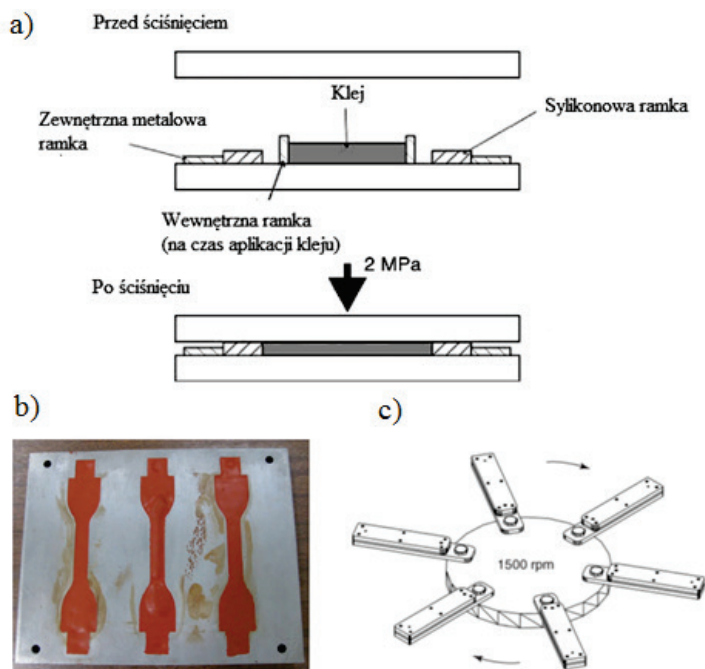 a)
Przed ściśnięciem
Klej
Sylikonowa ramka
Zewnętrzna metalowa
ramka
Wewnętrzna ramka
(na czas aplikacji kleju)
2 MPa
Po ściśnięciu
b)
c)
1500 rpm